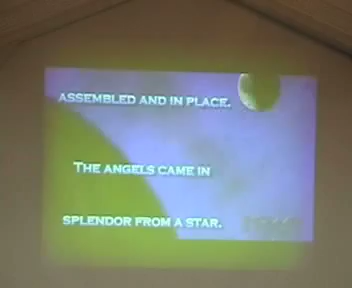 ASSEMBLED AND IN PLACE.
THE ANGELS CAME IN
SPLENDOR FROM A STAR.